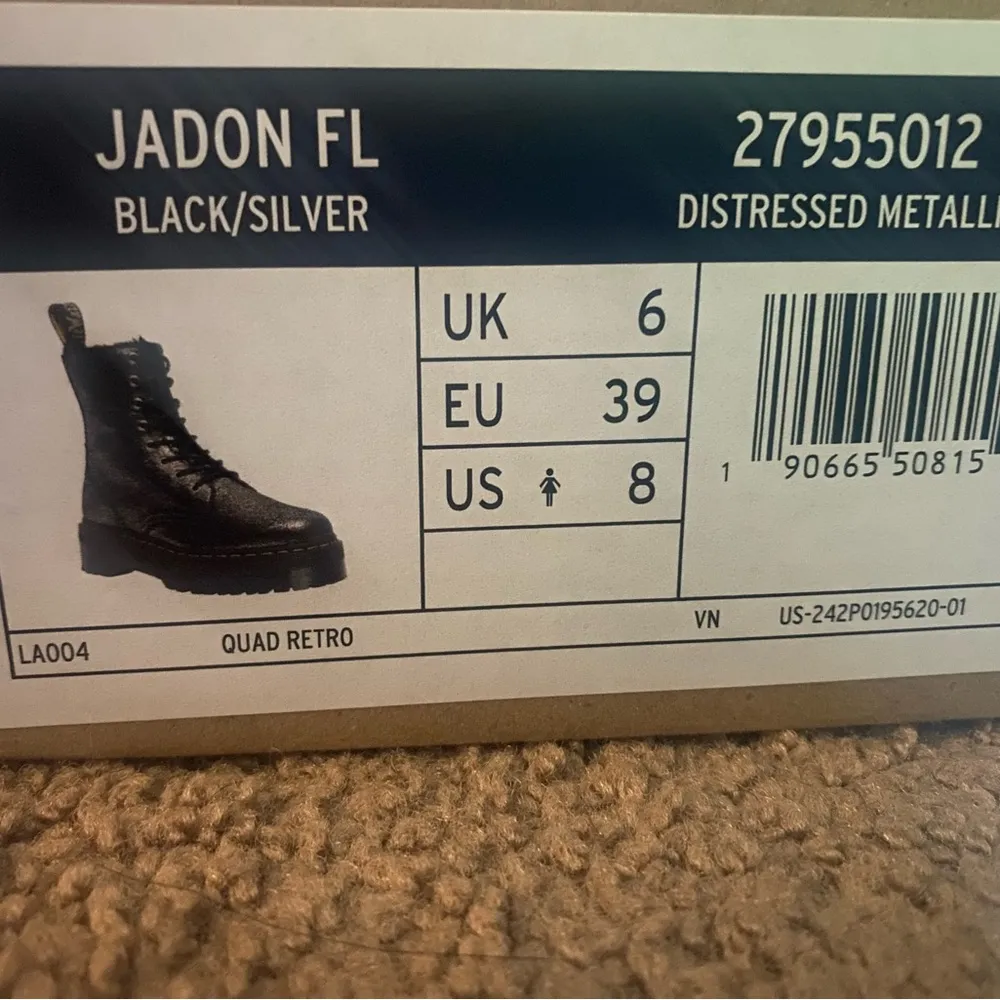 JADON FL
BLACK/SILVER
27955012
DISTRESSED METALLI
UK 6
EU 39
US 8
1 90665 50815
LA004
QUAD RETRO
VN
US-242P0195620-01